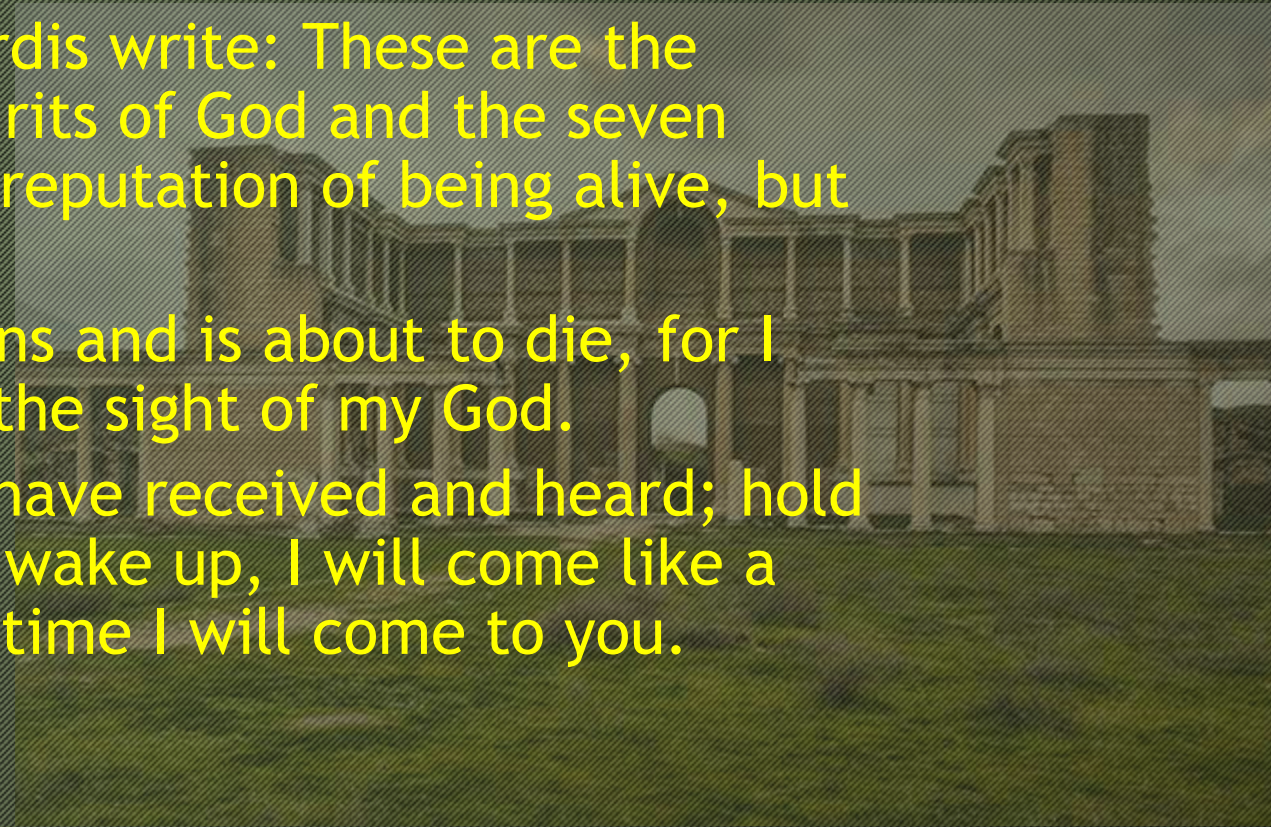 rdis write: These are the
rits of God and the seven
reputation of being alive, but
ns and is about to die, for I
the sight of my God.
have received and heard; hold
wake up, I will come like a
time I will come to you.